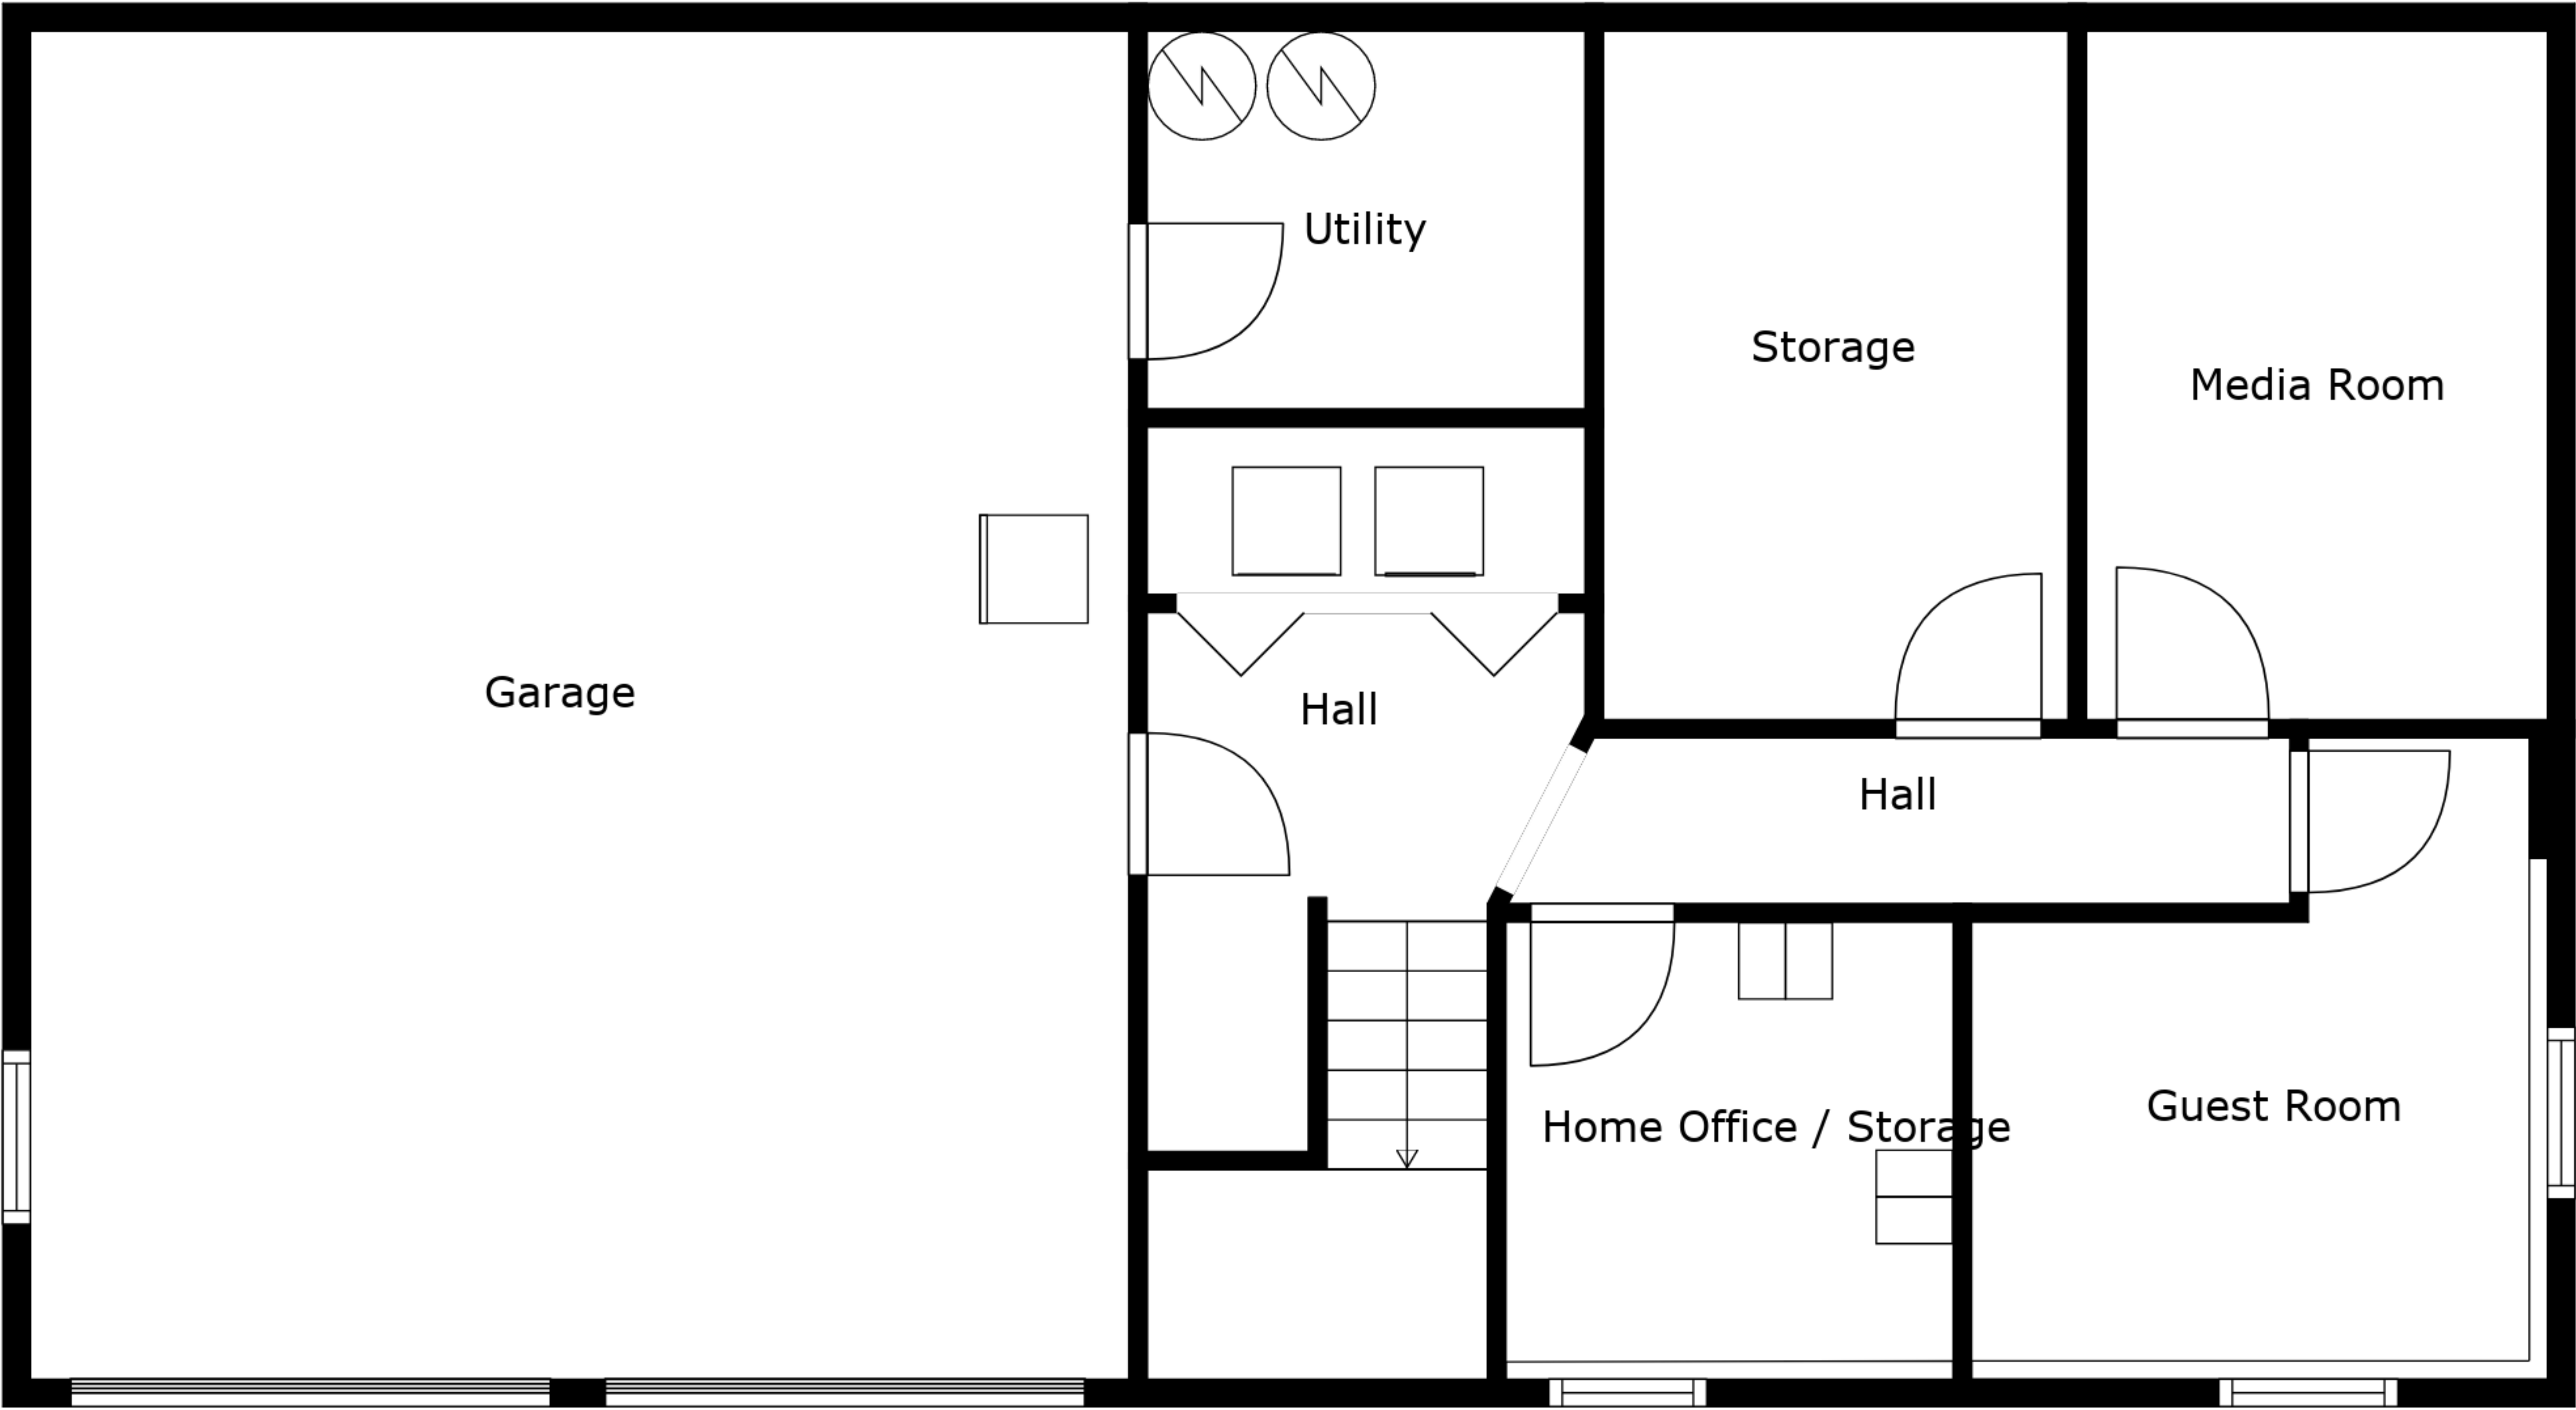 Utility
Storage
Media Room
Garage
Hall
Hall
Home Office / Storage
Guest Room